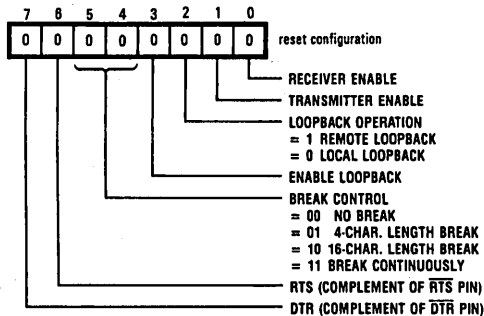 7 6 5 4 3 2 1 0
0 0 0 0 0 0 0 0 reset configuration
RECEIVER ENABLE
TRANSMITTER ENABLE
LOOPBACK OPERATION
= 1 REMOTE LOOPBACK
= 0 LOCAL LOOPBACK
ENABLE LOOPBACK
BREAK CONTROL
= 00 NO BREAK
= 01 4-CHAR. LENGTH BREAK
= 10 16-CHAR. LENGTH BREAK
= 11 BREAK CONTINUOUSLY
RTS (COMPLEMENT OF R̅T̅S̅ PIN)
DTR (COMPLEMENT OF D̅T̅R̅ PIN)